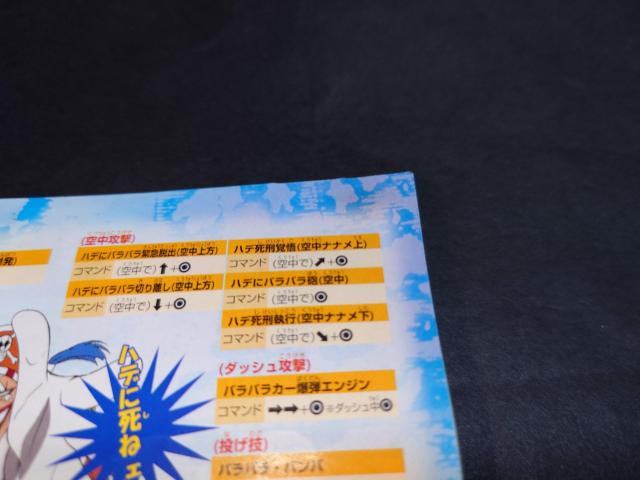 発)
(空中攻撃)
ハデにバラバラ緊急脱出(空中上方)
コマンド (空中で)⬆+◎
ハデにバラバラ切り離し(空中上方)
コマンド (空中で)⬇+◎
ハデ死刑覚悟(空中ナナメ上)
コマンド (空中で)⬈+◎
ハデにバラバラ砲(空中)
コマンド (空中で)◎
ハデ死刑執行(空中ナナメ下)
コマンド (空中で)⬊+◎
(ダッシュ攻撃)
バラバラカー爆弾エンジン
コマンド ➡➡+◎ ※ダッシュ中◎
(投げ技)
バラバラ・バンバ
ハデに死ねェ